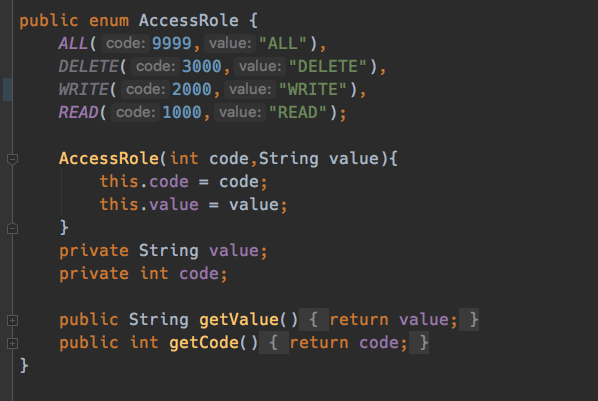 public enum AccessRole {
ALL( code: 9999, value: "ALL"),
DELETE( code: 3000, value: "DELETE"),
WRITE( code: 2000, value: "WRITE"),
READ( code: 1000, value: "READ");
AccessRole(int code,String value){
this.code = code;
this.value = value;
}
private String value;
private int code;
public String getValue() { return value; }
public int getCode() { return code; }
}